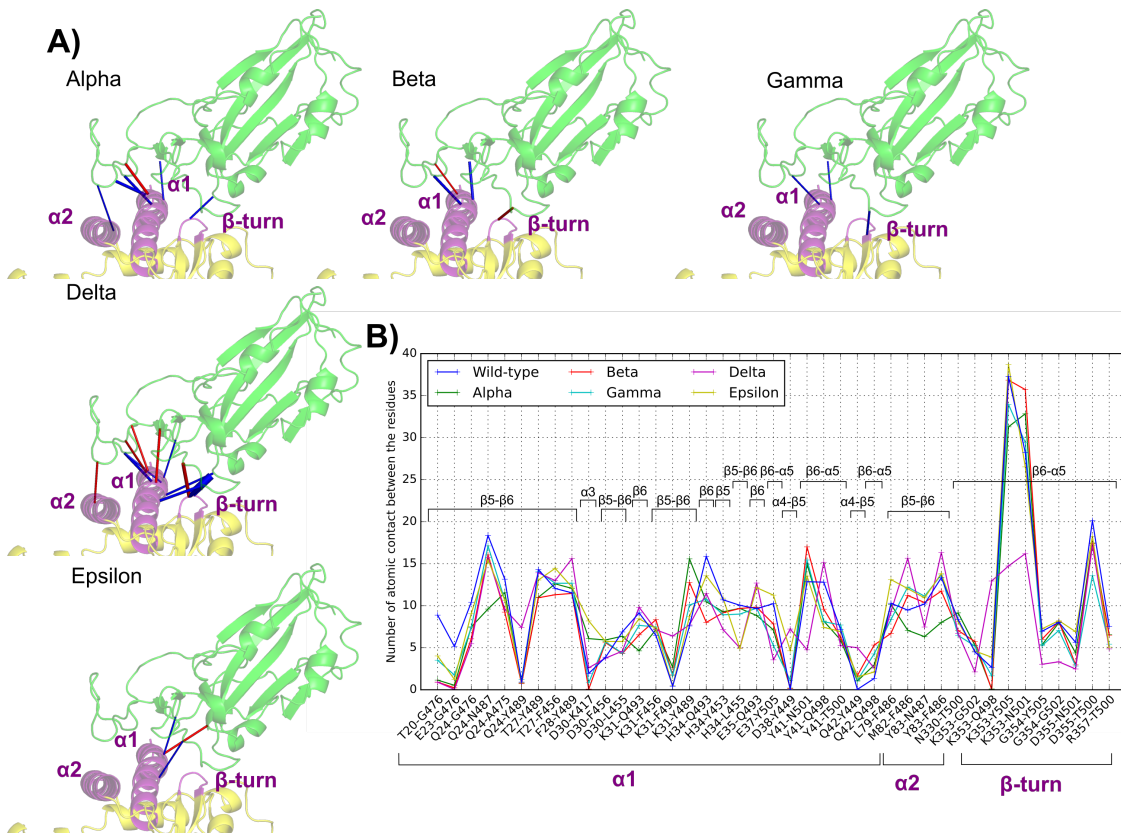 A)
Alpha
Beta
Gamma
α1
α2
β-turn
α1
α2
β-turn
α1
α2
β-turn
Delta
α1
α2
β-turn
Epsilon
α1
α2
β-turn
B)
Number of atomic contact between the residues
40
35
30
25
20
15
10
5
0
Wild-type
Alpha
Beta
Gamma
Delta
Epsilon
β5-β6
α3
β5-β6
β6
β5-β6
β6
β5
β5-β6
β6
β6-α5
α4-β5
β6-α5
α4-β5
β6-α5
β5-β6
β6-α5
T20-G476
E23-G476
Q24-G476
Q24-N487
Q24-A475
Q24-Y489
T27-Y489
T27-F456
F28-Y489
D30-K417
D30-F456
D30-L455
K31-Q493
K31-F456
K31-F490
K31-Y489
H34-Q493
H34-Y453
H34-L455
E35-Q493
E37-Y505
D38-Y449
Y41-N501
Y41-Q498
Y41-T500
Q42-Y449
Q42-Q498
L79-F486
M82-F486
Y83-N487
Y83-F486
N330-T500
K353-G502
K353-Q498
K353-Y505
K353-N501
G354-Y505
G354-G502
D355-N501
D355-T500
R357-T500
α1
α2
β-turn